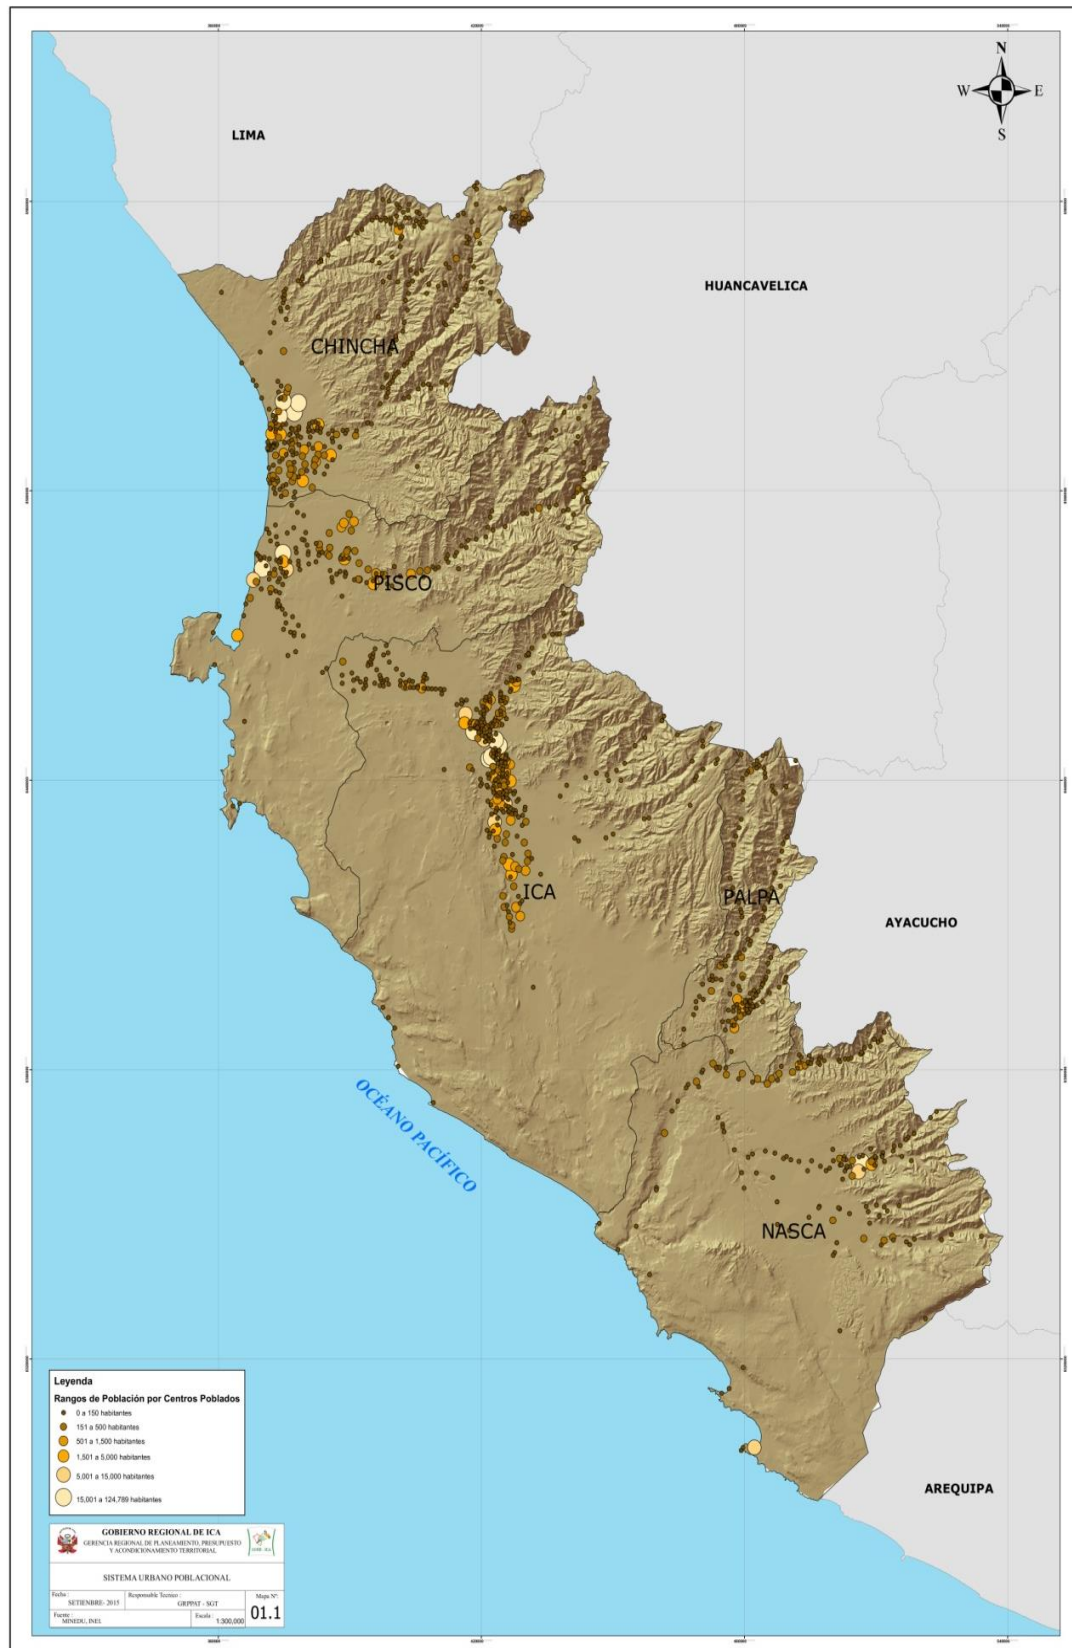 N
W E
S
LIMA
HUANCAVELICA
CHINCHA
PISCO
ICA
PALPA
AYACUCHO
OCÉANO PACÍFICO
NASCA
AREQUIPA
Leyenda
Rangos de Población por Centros Poblados
0 a 150 habitantes
151 a 500 habitantes
501 a 1,500 habitantes
1,501 a 5,000 habitantes
5,001 a 15,000 habitantes
15,001 a 124,789 habitantes
GOBIERNO REGIONAL DE ICA
GERENCIA REGIONAL DE PLANEAMIENTO, PRESUPUESTO
Y ACONDICIONAMIENTO TERRITORIAL
SISTEMA URBANO POBLACIONAL
Fecha : Responsable Tecnico : Mapa Nº:
SETIENBRE- 2015 GRPPAT - SGT
01.1
Fuente : Escala :
MINEDU, INEI, 1:300,000